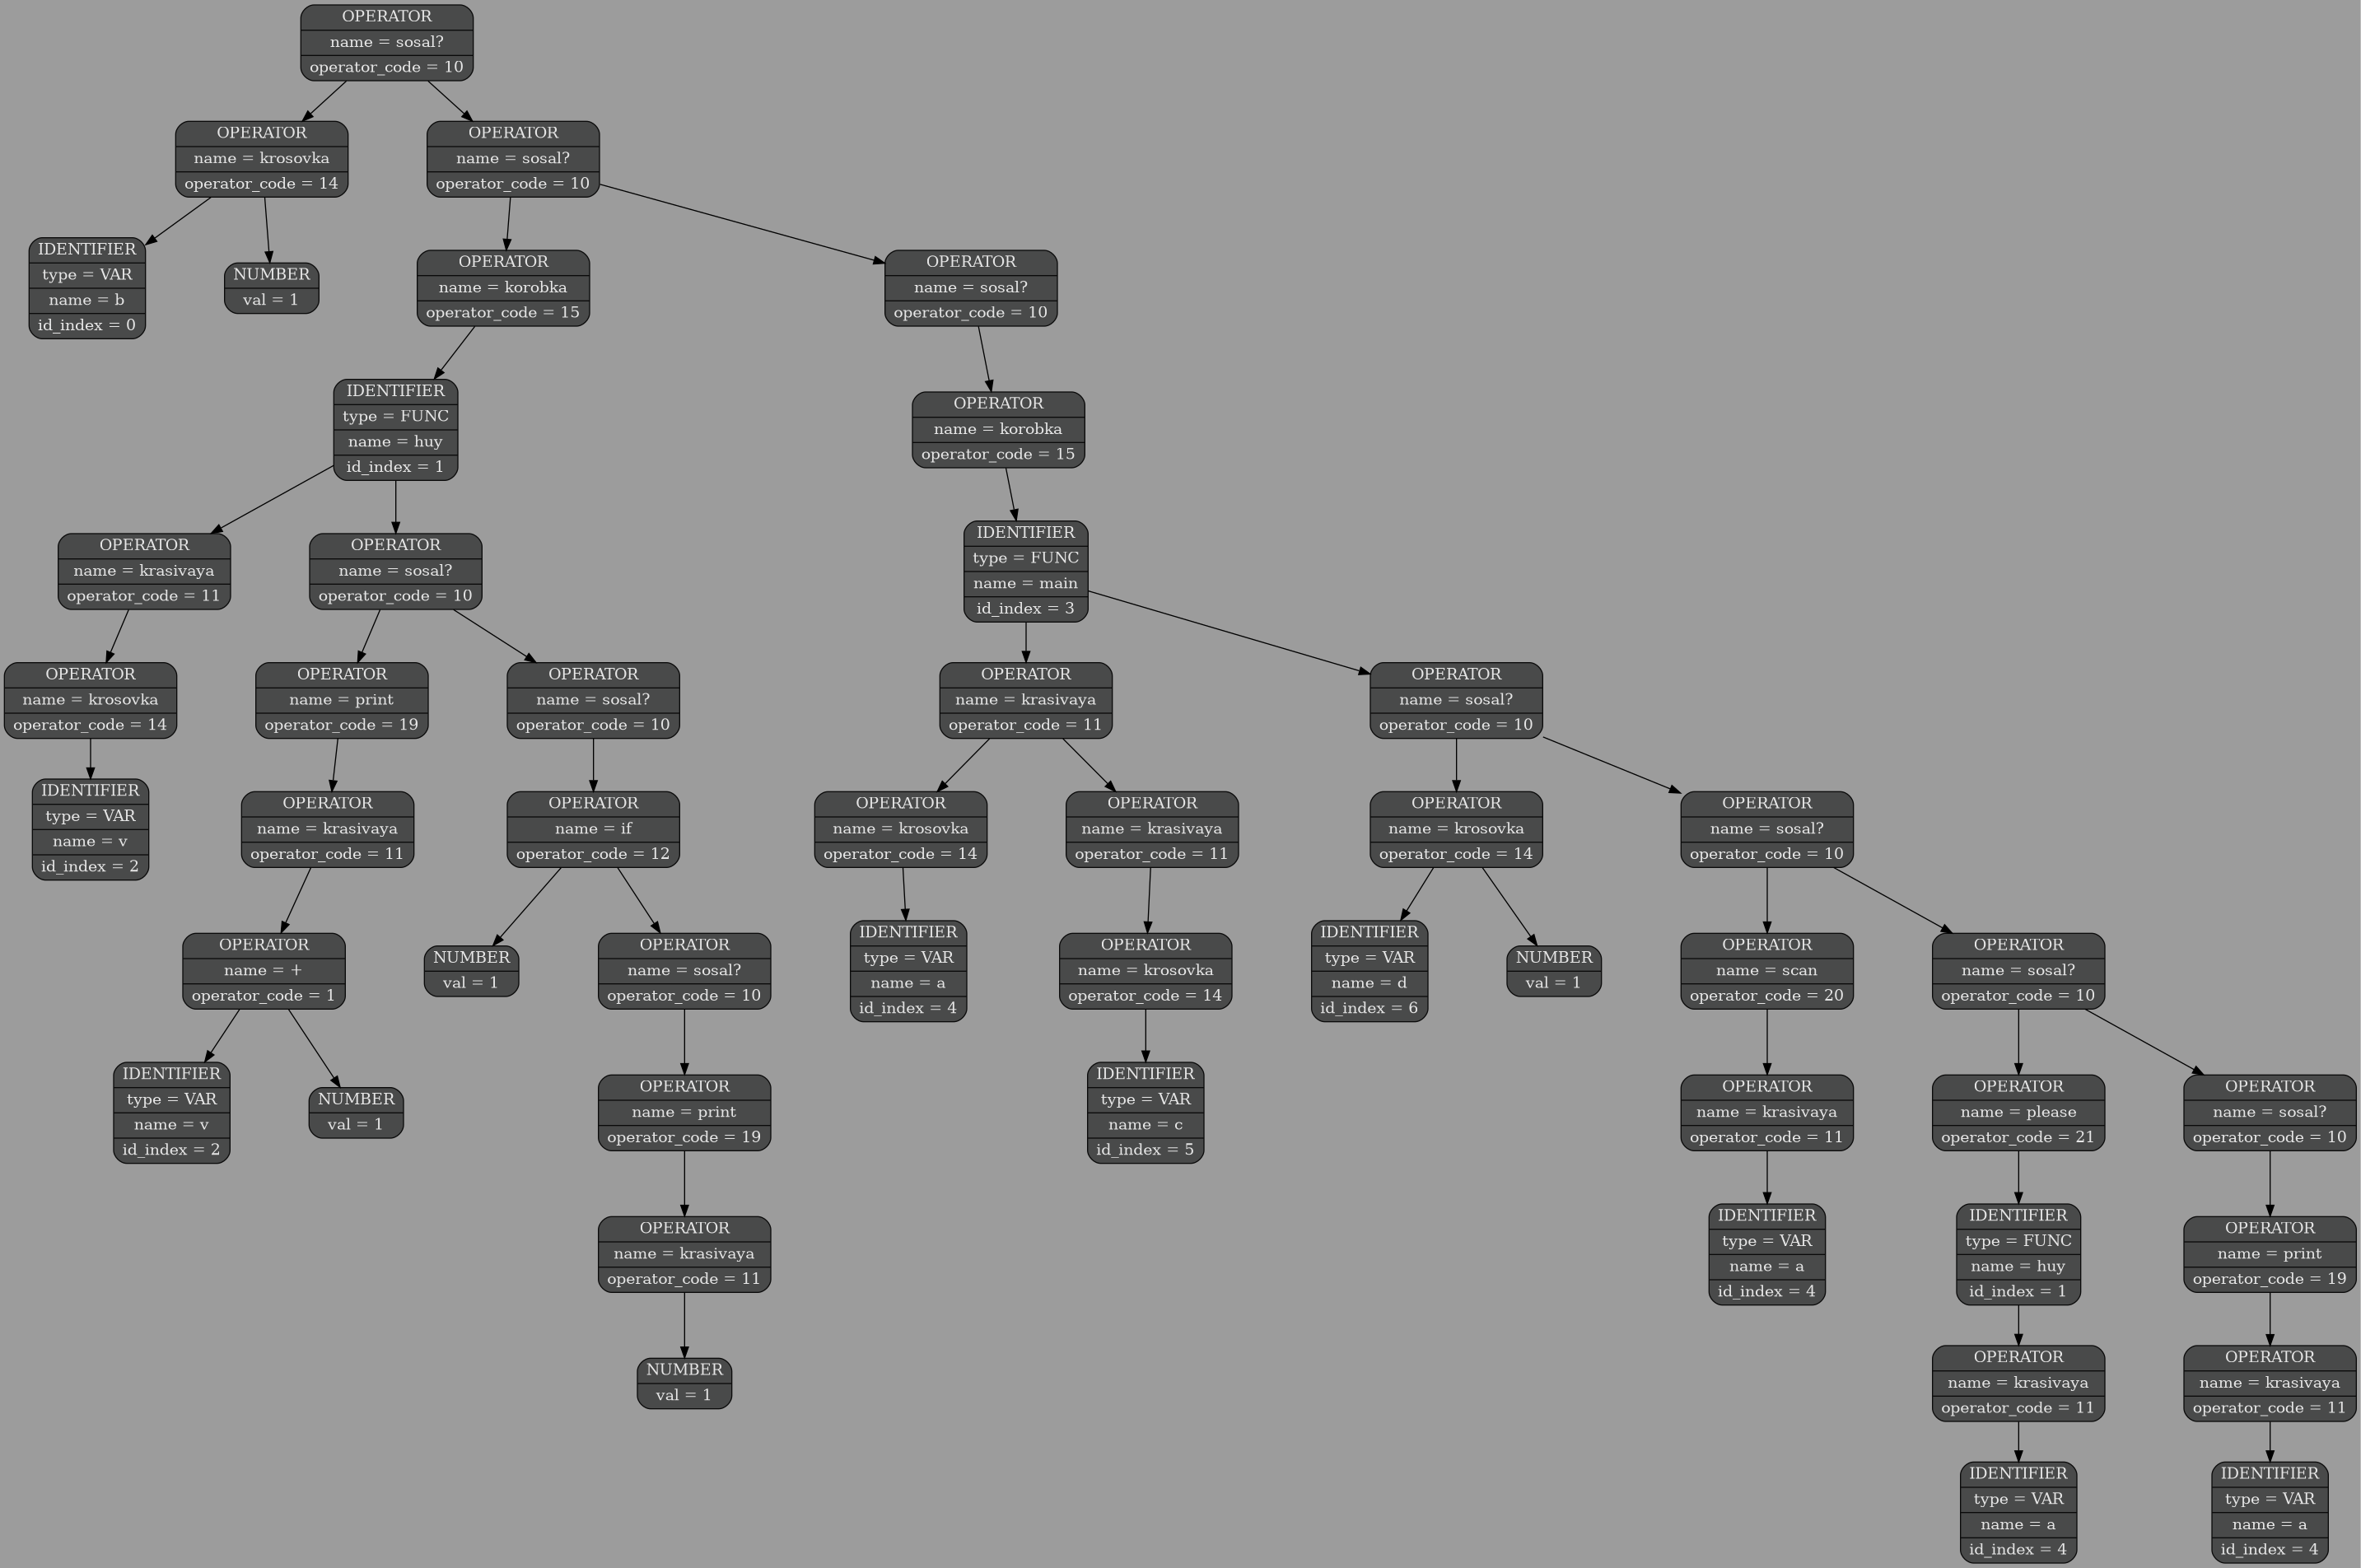 OPERATOR
name = sosal?
operator_code = 10
OPERATOR
name = krosovka
operator_code = 14
OPERATOR
name = sosal?
operator_code = 10
IDENTIFIER
type = VAR
name = b
id_index = 0
NUMBER
val = 1
OPERATOR
name = korobka
operator_code = 15
OPERATOR
name = sosal?
operator_code = 10
IDENTIFIER
type = FUNC
name = huy
id_index = 1
OPERATOR
name = korobka
operator_code = 15
OPERATOR
name = krasivaya
operator_code = 11
OPERATOR
name = sosal?
operator_code = 10
IDENTIFIER
type = FUNC
name = main
id_index = 3
OPERATOR
name = krosovka
operator_code = 14
OPERATOR
name = print
operator_code = 19
OPERATOR
name = sosal?
operator_code = 10
OPERATOR
name = krasivaya
operator_code = 11
OPERATOR
name = sosal?
operator_code = 10
IDENTIFIER
type = VAR
name = v
id_index = 2
OPERATOR
name = krasivaya
operator_code = 11
OPERATOR
name = if
operator_code = 12
OPERATOR
name = krosovka
operator_code = 14
OPERATOR
name = krasivaya
operator_code = 11
OPERATOR
name = krosovka
operator_code = 14
OPERATOR
name = sosal?
operator_code = 10
OPERATOR
name = +
operator_code = 1
NUMBER
val = 1
OPERATOR
name = sosal?
operator_code = 10
IDENTIFIER
type = VAR
name = a
id_index = 4
OPERATOR
name = krosovka
operator_code = 14
IDENTIFIER
type = VAR
name = d
id_index = 6
NUMBER
val = 1
OPERATOR
name = scan
operator_code = 20
OPERATOR
name = sosal?
operator_code = 10
IDENTIFIER
type = VAR
name = v
id_index = 2
NUMBER
val = 1
OPERATOR
name = print
operator_code = 19
IDENTIFIER
type = VAR
name = c
id_index = 5
OPERATOR
name = krasivaya
operator_code = 11
OPERATOR
name = please
operator_code = 21
OPERATOR
name = sosal?
operator_code = 10
OPERATOR
name = krasivaya
operator_code = 11
IDENTIFIER
type = VAR
name = a
id_index = 4
IDENTIFIER
type = FUNC
name = huy
id_index = 1
OPERATOR
name = print
operator_code = 19
NUMBER
val = 1
OPERATOR
name = krasivaya
operator_code = 11
OPERATOR
name = krasivaya
operator_code = 11
IDENTIFIER
type = VAR
name = a
id_index = 4
IDENTIFIER
type = VAR
name = a
id_index = 4